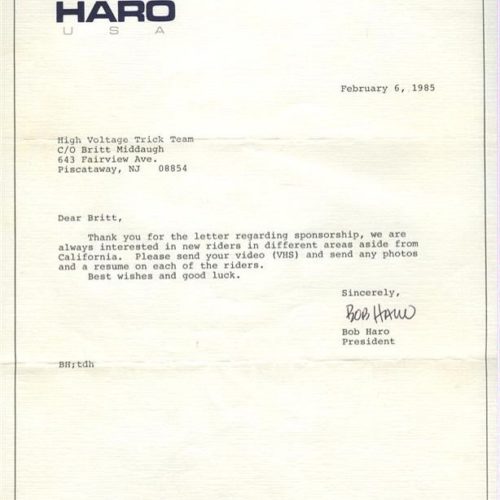 HARO
USA
February 6, 1985
High Voltage Trick Team
C/O Britt Middaugh
643 Fairview Ave.
Piscataway, NJ 08854
Dear Britt,
Thank you for the letter regarding sponsorship, we are
always interested in new riders in different areas aside from
California. Please send your video (VHS) and send any photos
and a resume on each of the riders.
Best wishes and good luck.
Sincerely,
BOB HARO
Bob Haro
President
BH;tdh